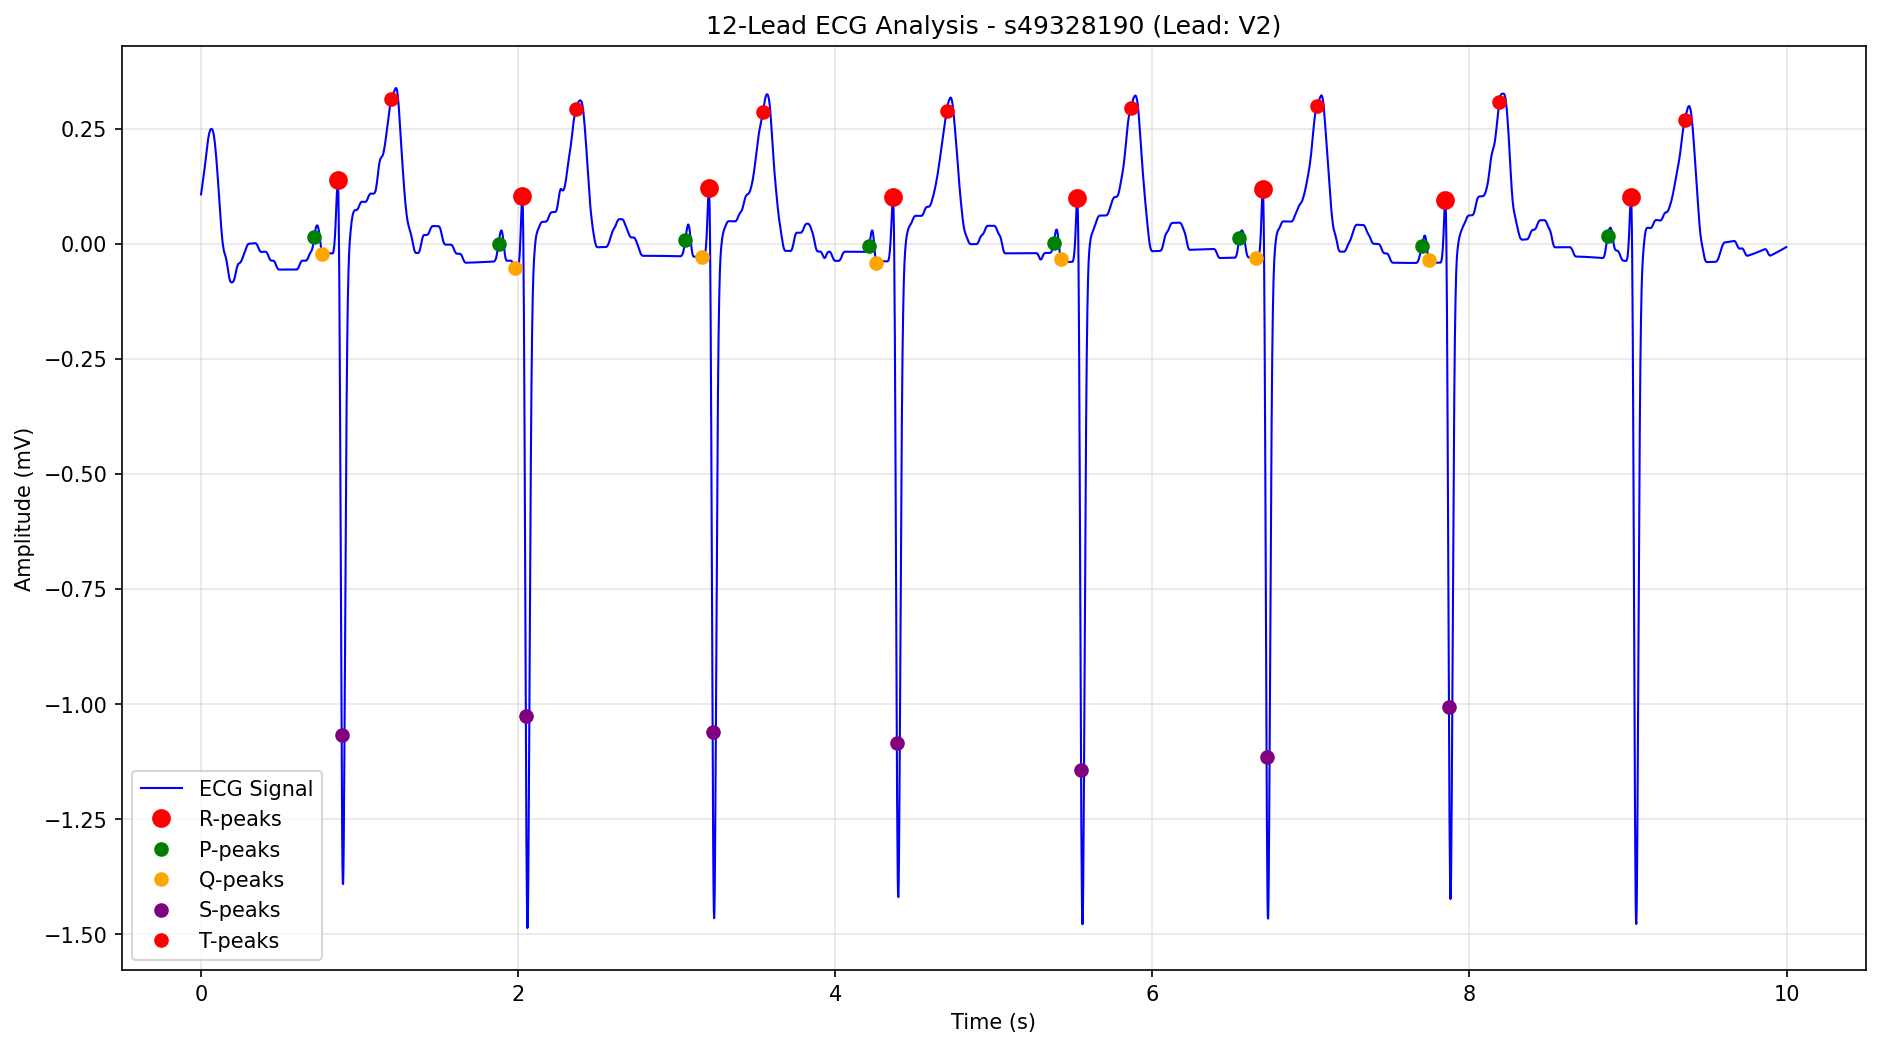 12-Lead ECG Analysis - s49328190 (Lead: V2)
Amplitude (mV)
0.25
0.00
−0.25
−0.50
−0.75
−1.00
−1.25
−1.50
ECG Signal
R-peaks
P-peaks
Q-peaks
S-peaks
T-peaks
0 2 4 6 8 10
Time (s)